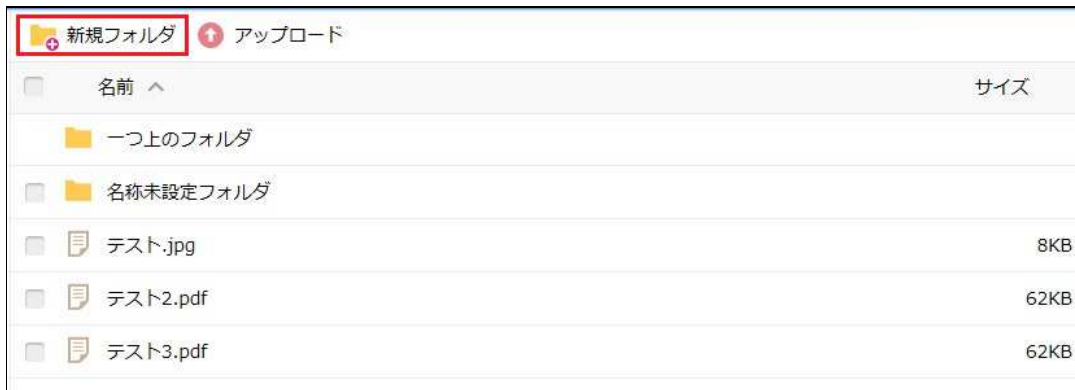 新規フォルダ アップロード
名前 サイズ
一つ上のフォルダ
名称未設定フォルダ
テスト.jpg 8KB
テスト2.pdf 62KB
テスト3.pdf 62KB